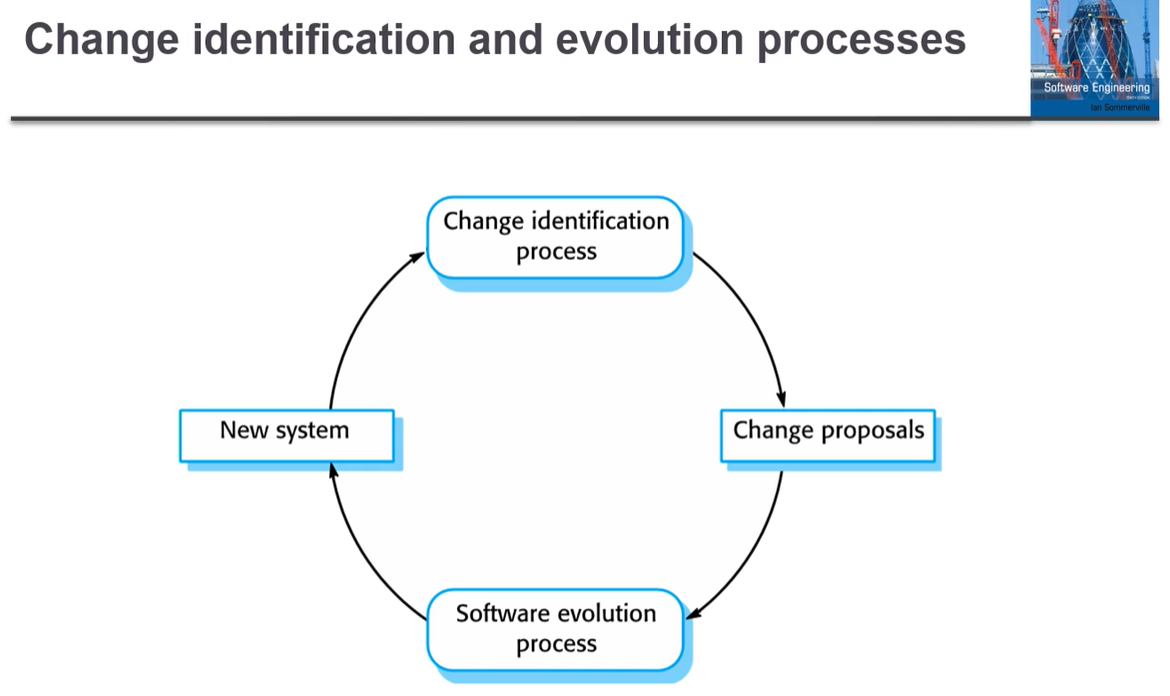 Change identification and evolution processes
Software Engineering
Ian Sommerville
Change identification
process
New system
Change proposals
Software evolution
process